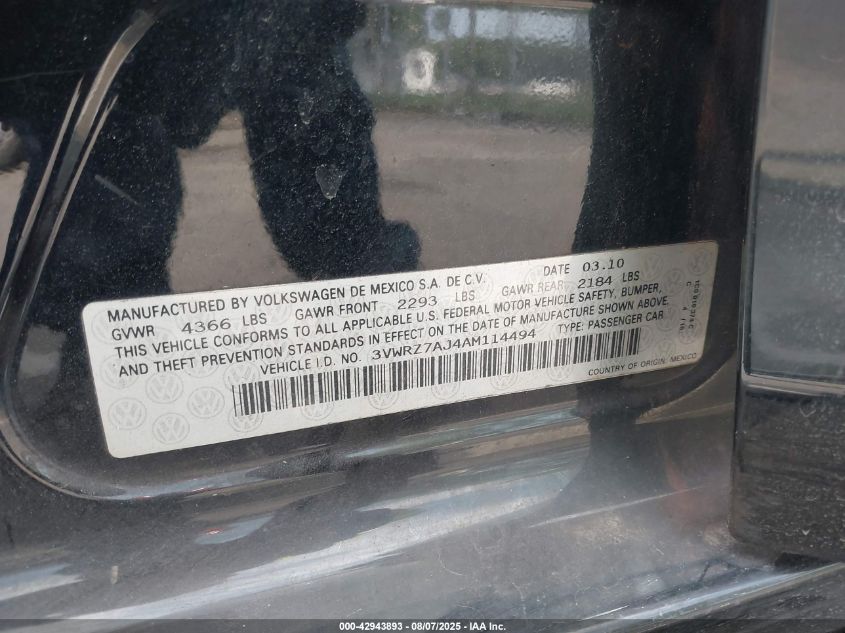 MANUFACTURED BY VOLKSWAGEN DE MEXICO S.A. DE C.V. DATE 03.10
GVWR 4366 LBS GAWR FRONT 2293 LBS GAWR REAR 2184 LBS
THIS VEHICLE CONFORMS TO ALL APPLICABLE U.S. FEDERAL MOTOR VEHICLE SAFETY, BUMPER,
AND THEFT PREVENTION STANDARDS IN EFFECT ON THE DATE OF MANUFACTURE SHOWN ABOVE.
VEHICLE I.D. NO. 3VWRZ7AJ4AM114494 TYPE: PASSENGER CAR
COUNTRY OF ORIGIN: MEXICO
000-42943893 - 08/07/2025 - IAA Inc.